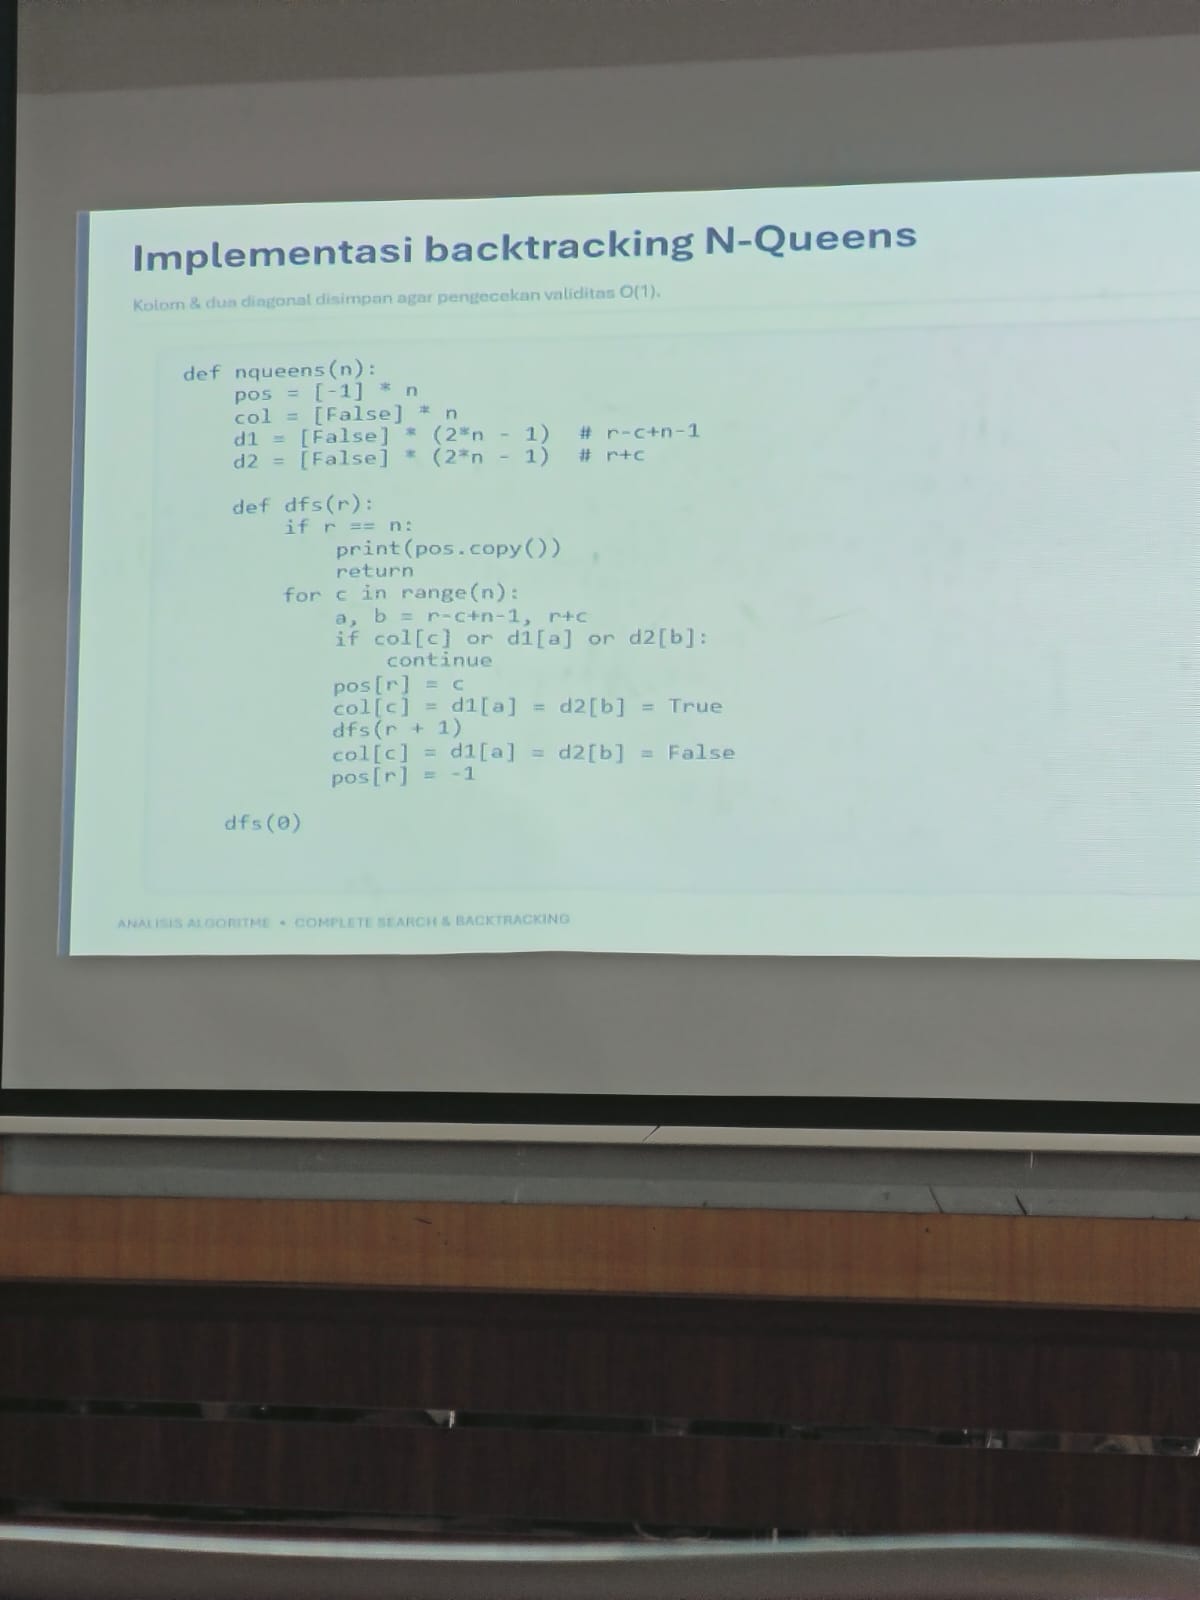 Implementasi backtracking N-Queens
Kolom & dua diagonal disimpan agar pengecekan validitas O(1).
def nqueens(n):
    pos = [-1] * n
    col = [False] * n
    d1 = [False] * (2*n - 1)  # r-c+n-1
    d2 = [False] * (2*n - 1)  # r+c
    def dfs(r):
        if r == n:
            print(pos.copy())
            return
        for c in range(n):
            a, b = r-c+n-1, r+c
            if col[c] or d1[a] or d2[b]:
                continue
            pos[r] = c
            col[c] = d1[a] = d2[b] = True
            dfs(r + 1)
            col[c] = d1[a] = d2[b] = False
            pos[r] = -1
    dfs(0)
ANALISIS ALGORITME • COMPLETE SEARCH & BACKTRACKING